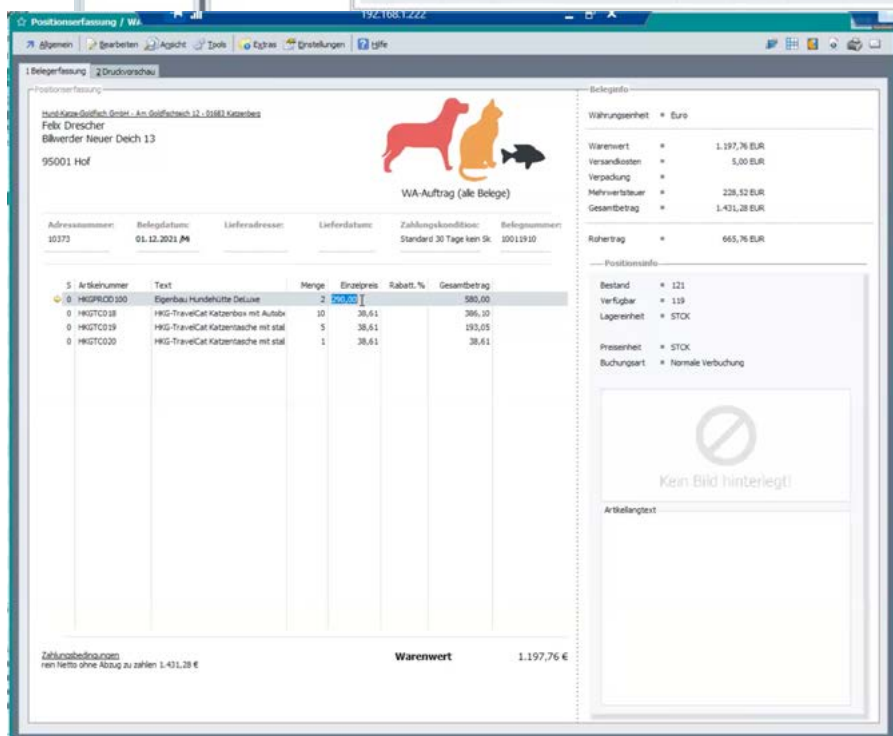 192.168.1.222
Positionserfassung /
Allgemein Bearbeiten Ansicht Tools Extras Einstellungen Hilfe
1 Belegerfassung 2 Druckvorschau
Positionserfassung
Hund-Katze-Goldfisch GmbH - Am Goldfischteich 12 - 01683 Katzenberg
Felix Drescher
Billwerder Neuer Deich 13
95001 Hof
WA-Auftrag (alle Belege)
Adressnummer: Belegdatum: Lieferadresse: Lieferdatum: Zahlungskondition: Belegnummer:
10373 01.12.2021 /Mi Standard 30 Tage kein Sk 10011910
S Artikelnummer Text Menge Einzelpreis Rabatt. % Gesamtbetrag
0 HKGPROD100 Eigenbau Hundehütte DeLuxe 2 290,00 580,00
0 HKGTC018 HKG-TravelCat Katzenbox mit Autobe 10 38,61 386,10
0 HKGTC019 HKG-TravelCat Katzentasche mit stal 5 38,61 193,05
0 HKGTC020 HKG-TravelCat Katzentasche mit stal 1 38,61 38,61
Zahlungsbedingungen
rein Netto ohne Abzug zu zahlen 1.431,28 €
Warenwert 1.197,76 €
Beleginfo
Währungseinheit = Euro
Warenwert = 1.197,76 EUR
Versandkosten = 5,00 EUR
Verpackung =
Mehrwertsteuer = 228,52 EUR
Gesamtbetrag = 1.431,28 EUR
Rohertrag = 665,76 EUR
Positionsinfo
Bestand = 121
Verfügbar = 119
Lagereinheit = STCK
Preiseinheit = STCK
Buchungsart = Normale Verbuchung
Kein Bild hinterlegt!
Artikellangtext